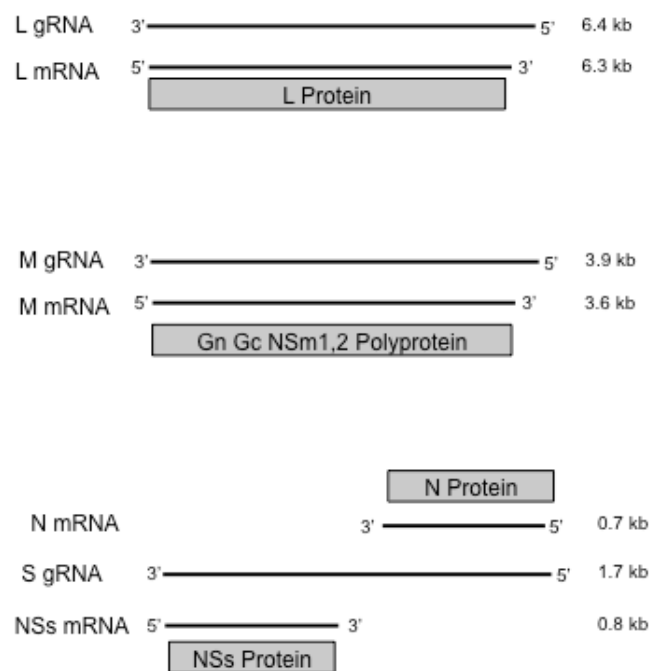 L gRNA 3’ 5’ 6.4 kb
L mRNA 5’ 3’ 6.3 kb
L Protein
M gRNA 3’ 5’ 3.9 kb
M mRNA 5’ 3’ 3.6 kb
Gn Gc NSm1,2 Polyprotein
N Protein
N mRNA 3’ 5’ 0.7 kb
S gRNA 3’ 5’ 1.7 kb
NSs mRNA 5’ 3’ 0.8 kb
NSs Protein